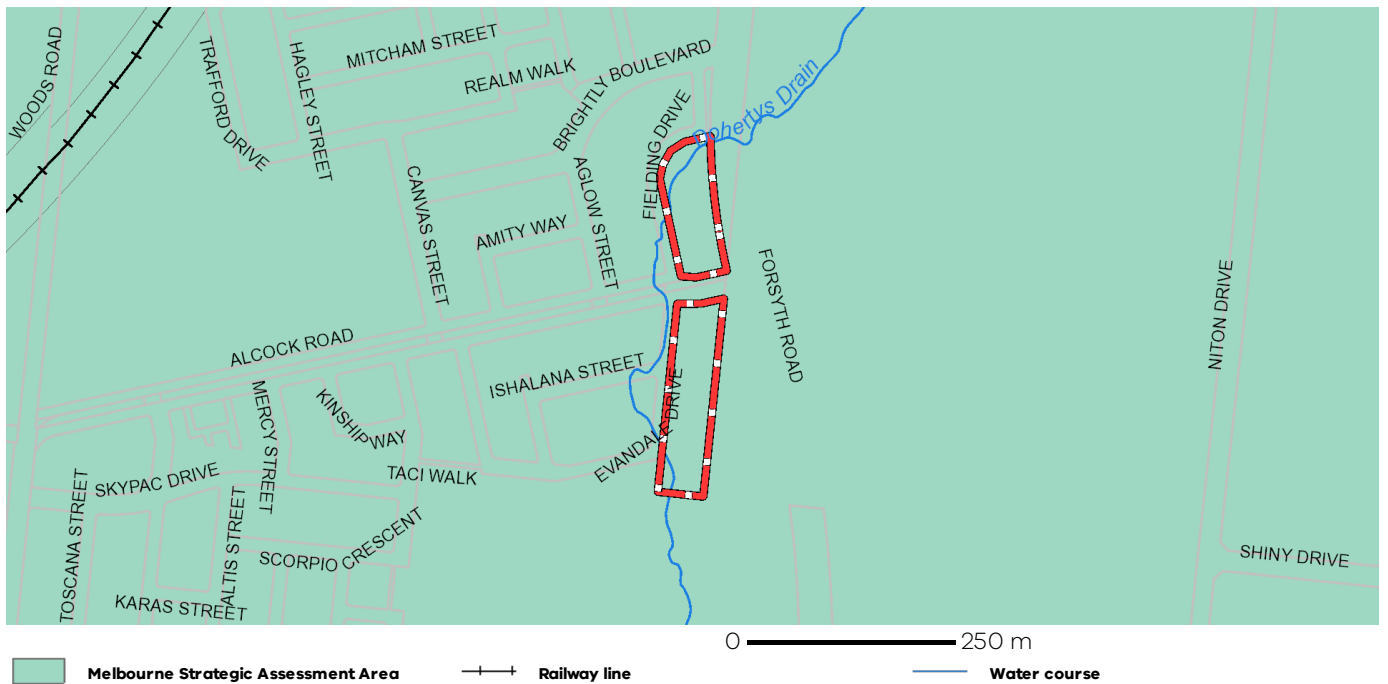 WOODS ROAD
TRAFFORD DRIVE
HAGLEY STREET
MITCHAM STREET
REALM WALK
BRIGHTLY BOULEVARD
Dohertys Drain
FIELDING DRIVE
CANVAS STREET
AGLOW STREET
AMITY WAY
FORSYTH ROAD
NITON DRIVE
ALCOCK ROAD
ISHALANA STREET
MERCY STREET
KINSHIP WAY
EVANDALE DRIVE
TACI WALK
SKYPAC DRIVE
TOSCANA STREET
ALTIS STREET
SCORPIO CRESCENT
SHINY DRIVE
KARAS STREET
0 250 m
Melbourne Strategic Assessment Area Railway line Water course